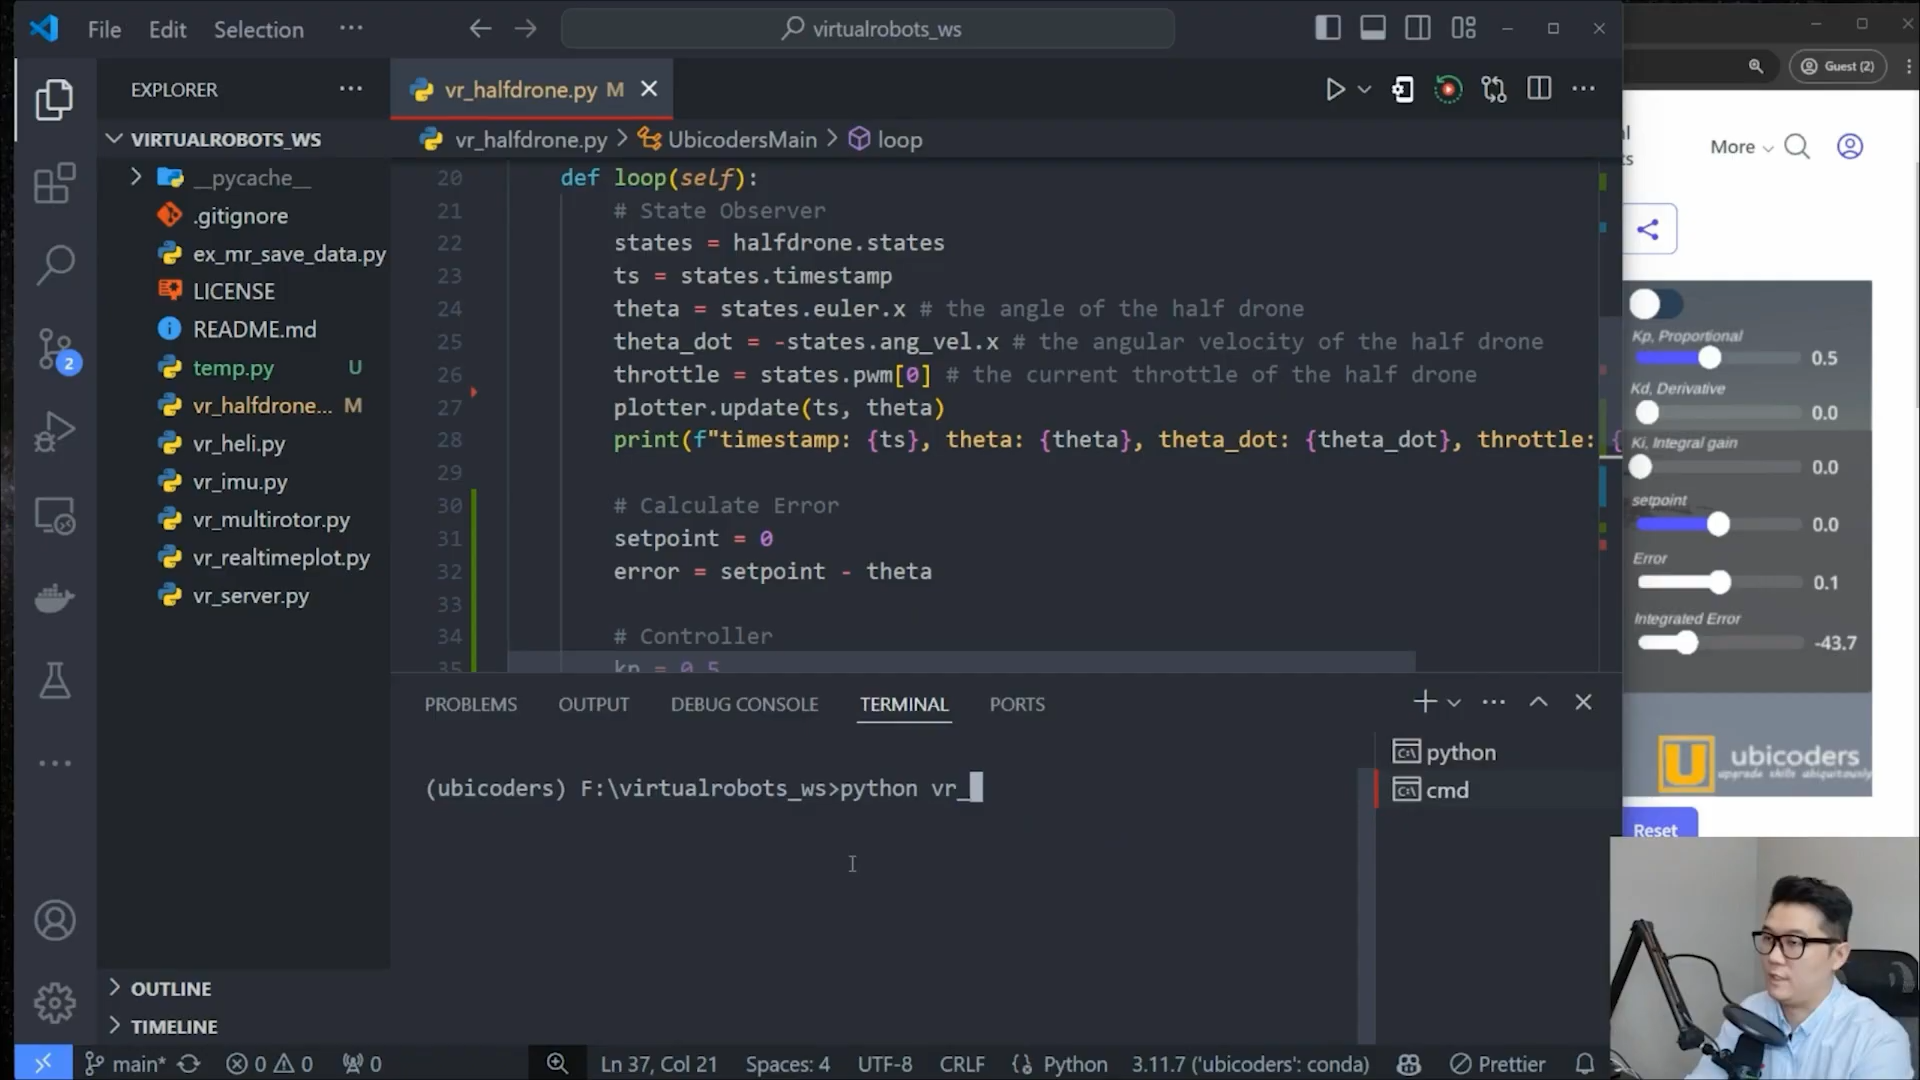 File Edit Selection ···
virtualrobots_ws
EXPLORER ···
VIRTUALROBOTS_WS
__pycache__
.gitignore
ex_mr_save_data.py
LICENSE
README.md
temp.py U
vr_halfdrone... M
vr_heli.py
vr_imu.py
vr_multirotor.py
vr_realtimeplot.py
vr_server.py
OUTLINE
TIMELINE
2
vr_halfdrone.py M
vr_halfdrone.py > UbicodersMain > loop
20 def loop(self):
21 # State Observer
22 states = halfdrone.states
23 ts = states.timestamp
24 theta = states.euler.x # the angle of the half drone
25 theta_dot = -states.ang_vel.x # the angular velocity of the half drone
26 throttle = states.pwm[0] # the current throttle of the half drone
27 plotter.update(ts, theta)
28 print(f"timestamp: {ts}, theta: {theta}, theta_dot: {theta_dot}, throttle: {
29
30 # Calculate Error
31 setpoint = 0
32 error = setpoint - theta
33
34 # Controller
35 kp = 0.5
PROBLEMS OUTPUT DEBUG CONSOLE TERMINAL PORTS
(ubicoders) F:\virtualrobots_ws>python vr_
python
cmd
main* 0 0 0
Ln 37, Col 21 Spaces: 4 UTF-8 CRLF Python 3.11.7 ('ubicoders': conda) Prettier
Guest (2)
More
Kp, Proportional
0.5
Kd, Derivative
0.0
Ki, Integral gain
0.0
setpoint
0.0
Error
0.1
Integrated Error
-43.7
U ubicoders
upgrade skills ubiquitously
Reset